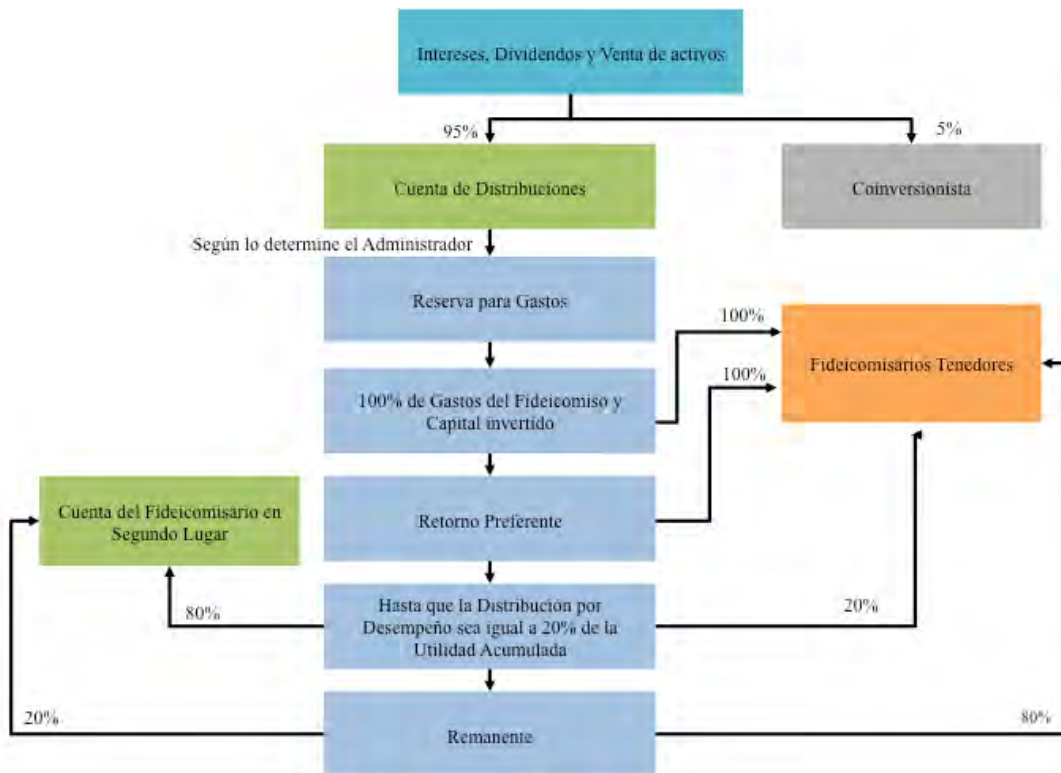 Intereses, Dividendos y Venta de activos
95%
5%
Cuenta de Distribuciones
Coinversionista
Según lo determine el Administrador
Reserva para Gastos
100%
Fideicomisarios Tenedores
100%
100% de Gastos del Fideicomiso y
Capital invertido
Cuenta del Fideicomisario en
Segundo Lugar
Retorno Preferente
80%
Hasta que la Distribución por
Desempeño sea igual a 20% de la
Utilidad Acumulada
20%
20%
Remanente
80%